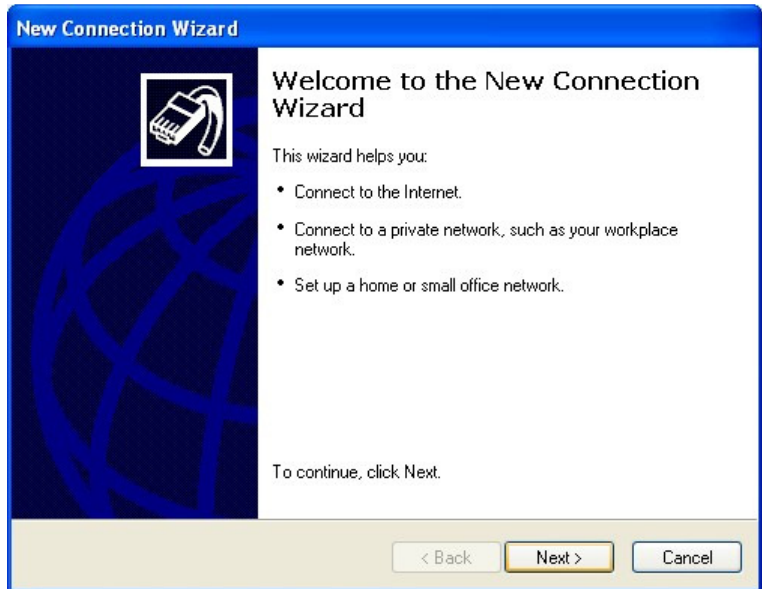 New Connection Wizard
Welcome to the New Connection
Wizard
This wizard helps you:
• Connect to the Internet.
• Connect to a private network, such as your workplace
network.
• Set up a home or small office network.
To continue, click Next.
< Back Next > Cancel